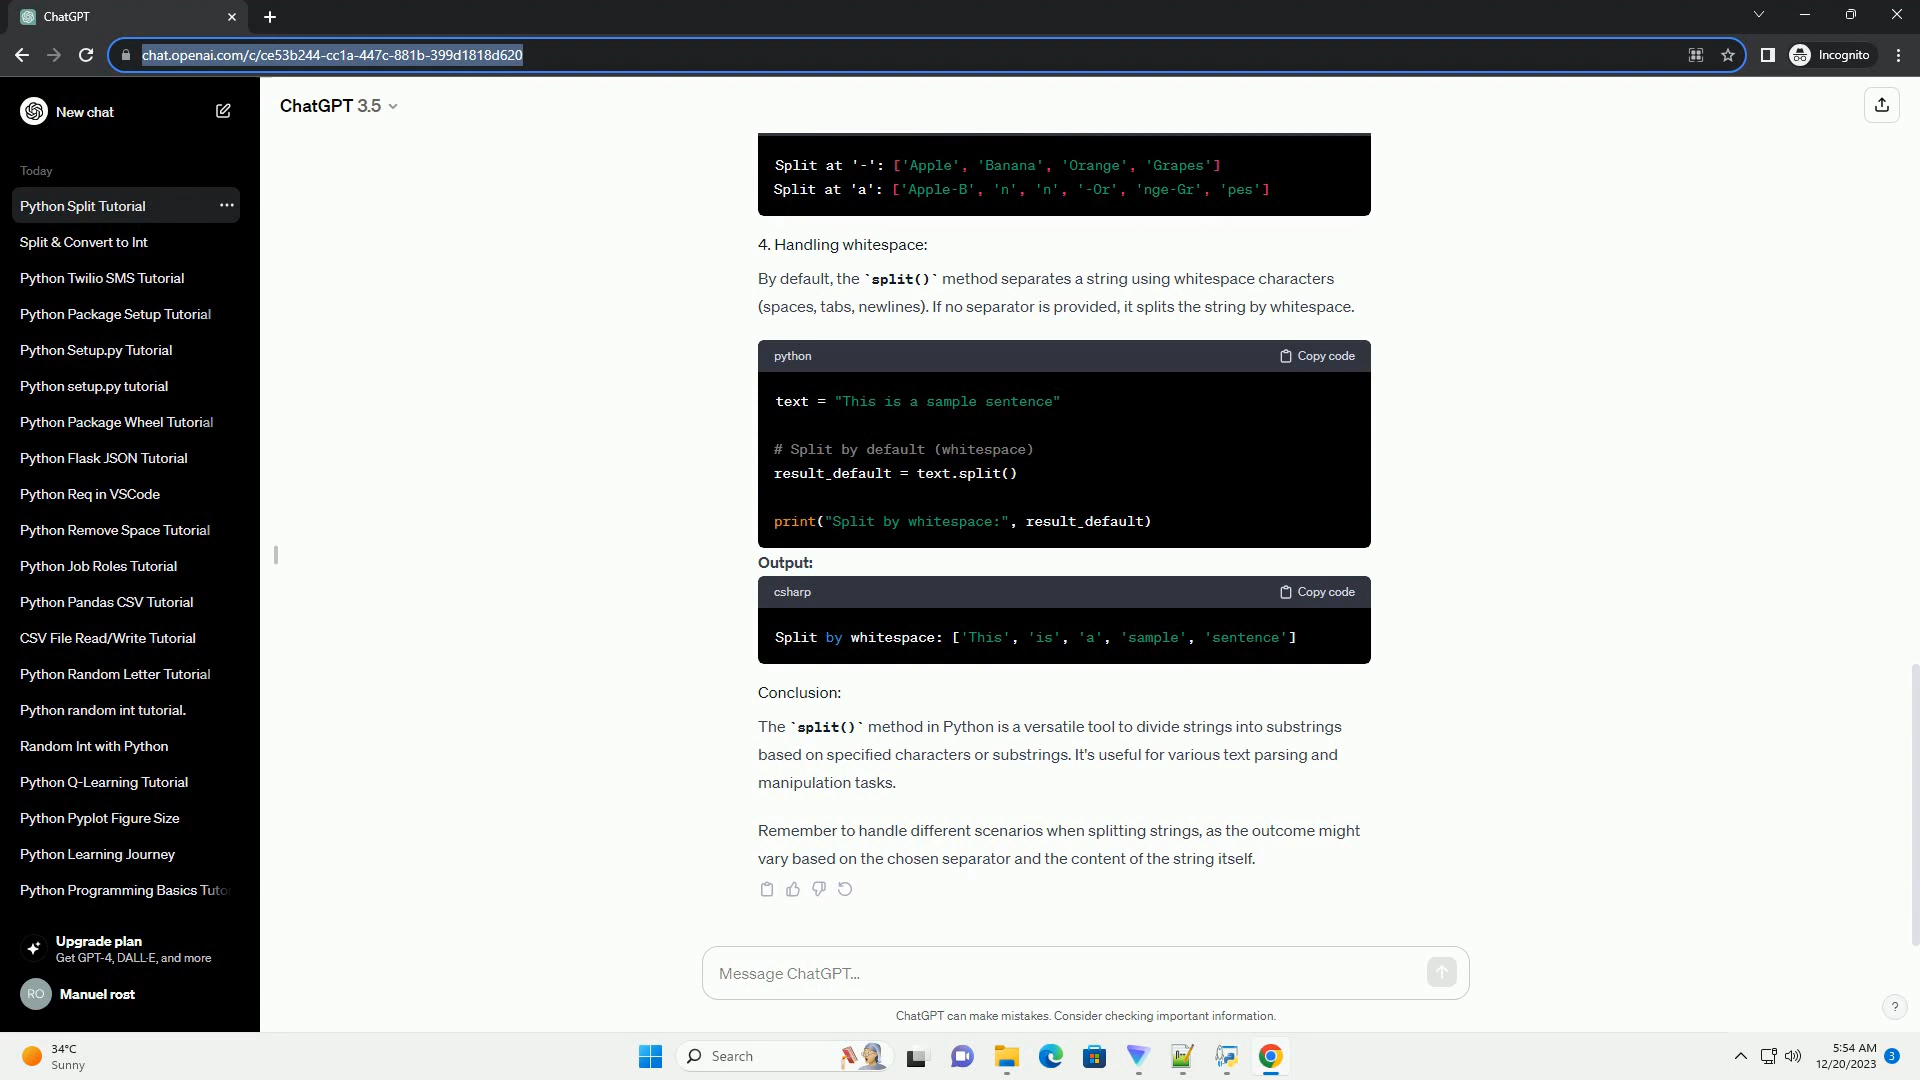 ChatGPT
chat.openai.com/c/ce53b244-cc1a-447c-881b-399d1818d620
Incognito
New chat
Today
Python Split Tutorial
Split & Convert to Int
Python Twilio SMS Tutorial
Python Package Setup Tutorial
Python Setup.py Tutorial
Python setup.py tutorial
Python Package Wheel Tutorial
Python Flask JSON Tutorial
Python Req in VSCode
Python Remove Space Tutorial
Python Job Roles Tutorial
Python Pandas CSV Tutorial
CSV File Read/Write Tutorial
Python Random Letter Tutorial
Python random int tutorial.
Random Int with Python
Python Q-Learning Tutorial
Python Pyplot Figure Size
Python Learning Journey
Python Programming Basics Tuto
Upgrade plan
Get GPT-4, DALL·E, and more
RO
Manuel rost
ChatGPT 3.5
Split at '-': ['Apple', 'Banana', 'Orange', 'Grapes']
Split at 'a': ['Apple-B', 'n', 'n', '-Or', 'nge-Gr', 'pes']
4. Handling whitespace:
By default, the `split()` method separates a string using whitespace characters
(spaces, tabs, newlines). If no separator is provided, it splits the string by whitespace.
python
Copy code
text = "This is a sample sentence"
# Split by default (whitespace)
result_default = text.split()
print("Split by whitespace:", result_default)
Output:
csharp
Copy code
Split by whitespace: ['This', 'is', 'a', 'sample', 'sentence']
Conclusion:
The `split()` method in Python is a versatile tool to divide strings into substrings
based on specified characters or substrings. It's useful for various text parsing and
manipulation tasks.
Remember to handle different scenarios when splitting strings, as the outcome might
vary based on the chosen separator and the content of the string itself.
Message ChatGPT...
ChatGPT can make mistakes. Consider checking important information.
?
34°C
Sunny
Search
5:54 AM
12/20/2023
3